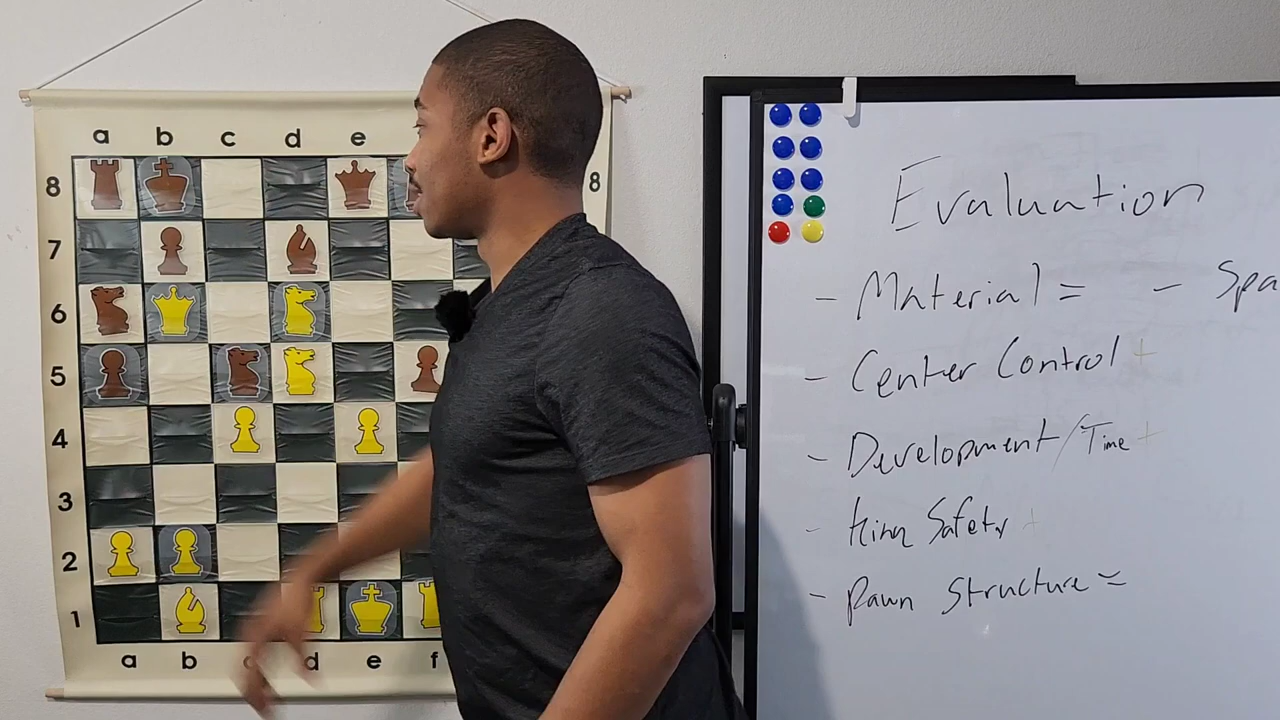 a b c d e
8 8
7
6
5
4
3
2
1
a b c d e f
Evaluation
- Material = - Spa
- Center Control +
- Development/Time +
- King Safety +
- Pawn Structure =